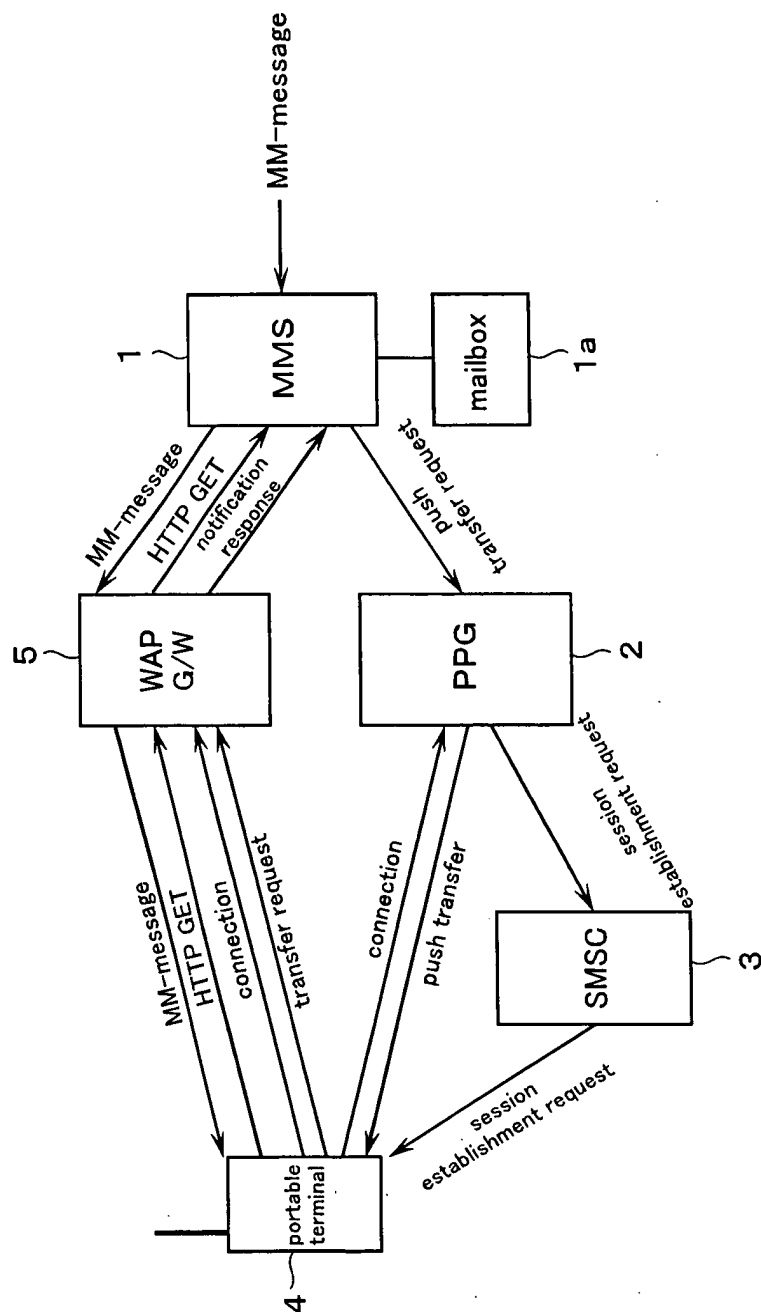 MM-message
1
MMS
mailbox
1a
MM-message
HTTP GET
notification
response
push
transfer request
5
WAP
G/W
PPG
2
MM-message
HTTP GET
connection
transfer request
connection
push transfer
session
establishment request
SMSC
3
session
establishment request
portable
terminal
4